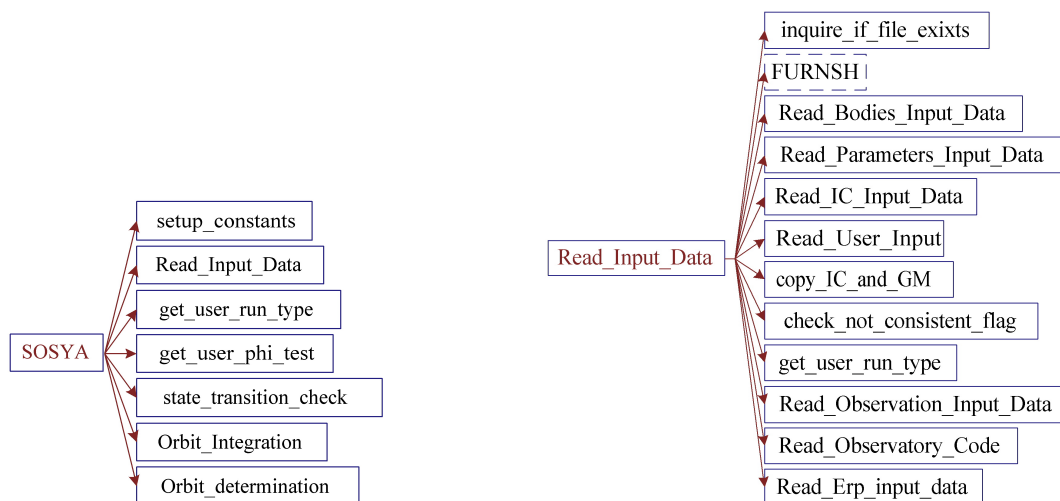 SOSYA
setup_constants
Read_Input_Data
get_user_run_type
get_user_phi_test
state_transition_check
Orbit_Integration
Orbit_determination
Read_Input_Data
inquire_if_file_exixts
FURNSH
Read_Bodies_Input_Data
Read_Parameters_Input_Data
Read_IC_Input_Data
Read_User_Input
copy_IC_and_GM
check_not_consistent_flag
get_user_run_type
Read_Observation_Input_Data
Read_Observatory_Code
Read_Erp_input_data